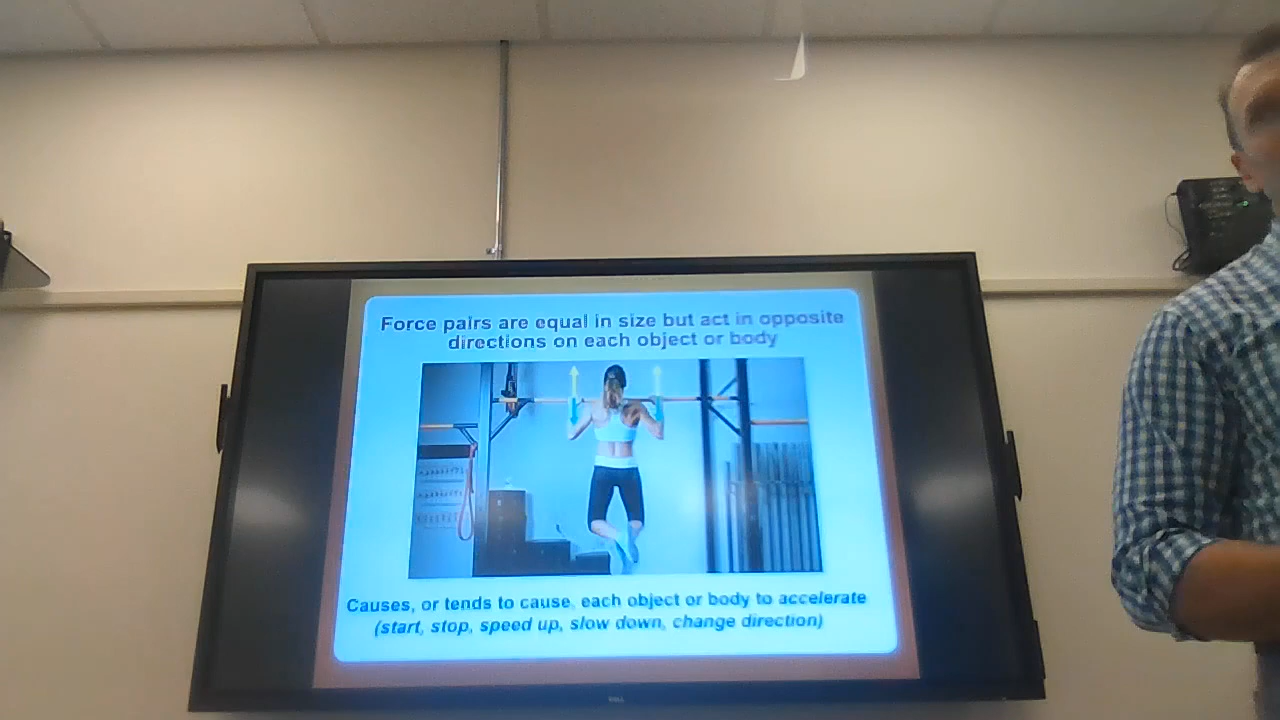 Force pairs are equal in size but act in opposite
directions on each object or body
Causes, or tends to cause, each object or body to accelerate
(start, stop, speed up, slow down, change direction)
DELL